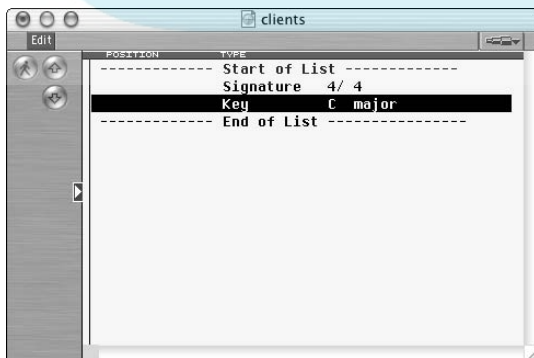 clients
Edit
POSITION TYPE
------------- Start of List -------------
Signature 4/ 4
Key C major
------------- End of List ----------------